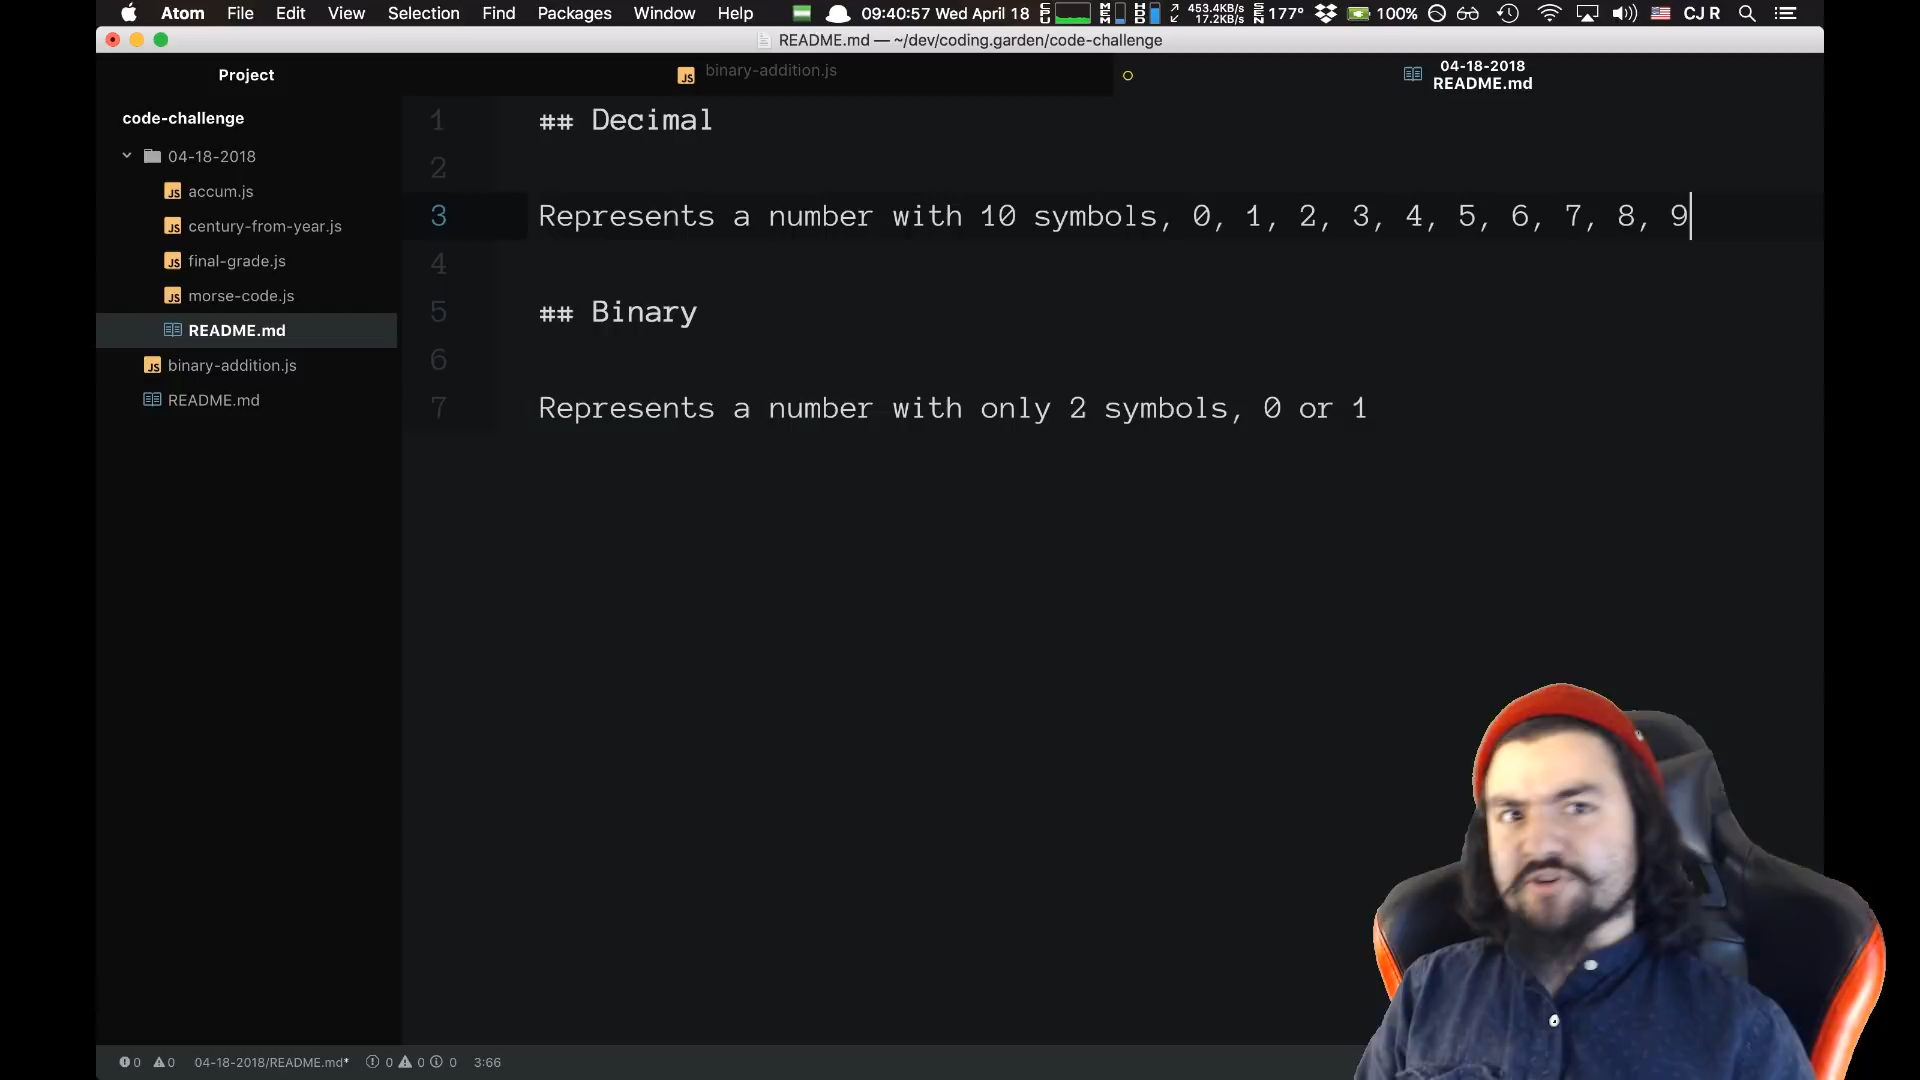 Atom File Edit View Selection Find Packages Window Help 09:40:57 Wed April 18 CPU MEM HDD 453.4KB/s 17.2KB/s SEN 177° 100% CJ R
README.md — ~/dev/coding.garden/code-challenge
Project
binary-addition.js
04-18-2018
README.md
code-challenge
04-18-2018
accum.js
century-from-year.js
final-grade.js
morse-code.js
README.md
binary-addition.js
README.md
1 ## Decimal
2
3 Represents a number with 10 symbols, 0, 1, 2, 3, 4, 5, 6, 7, 8, 9
4
5 ## Binary
6
7 Represents a number with only 2 symbols, 0 or 1
0 0 04-18-2018/README.md* 0 0 0 3:66